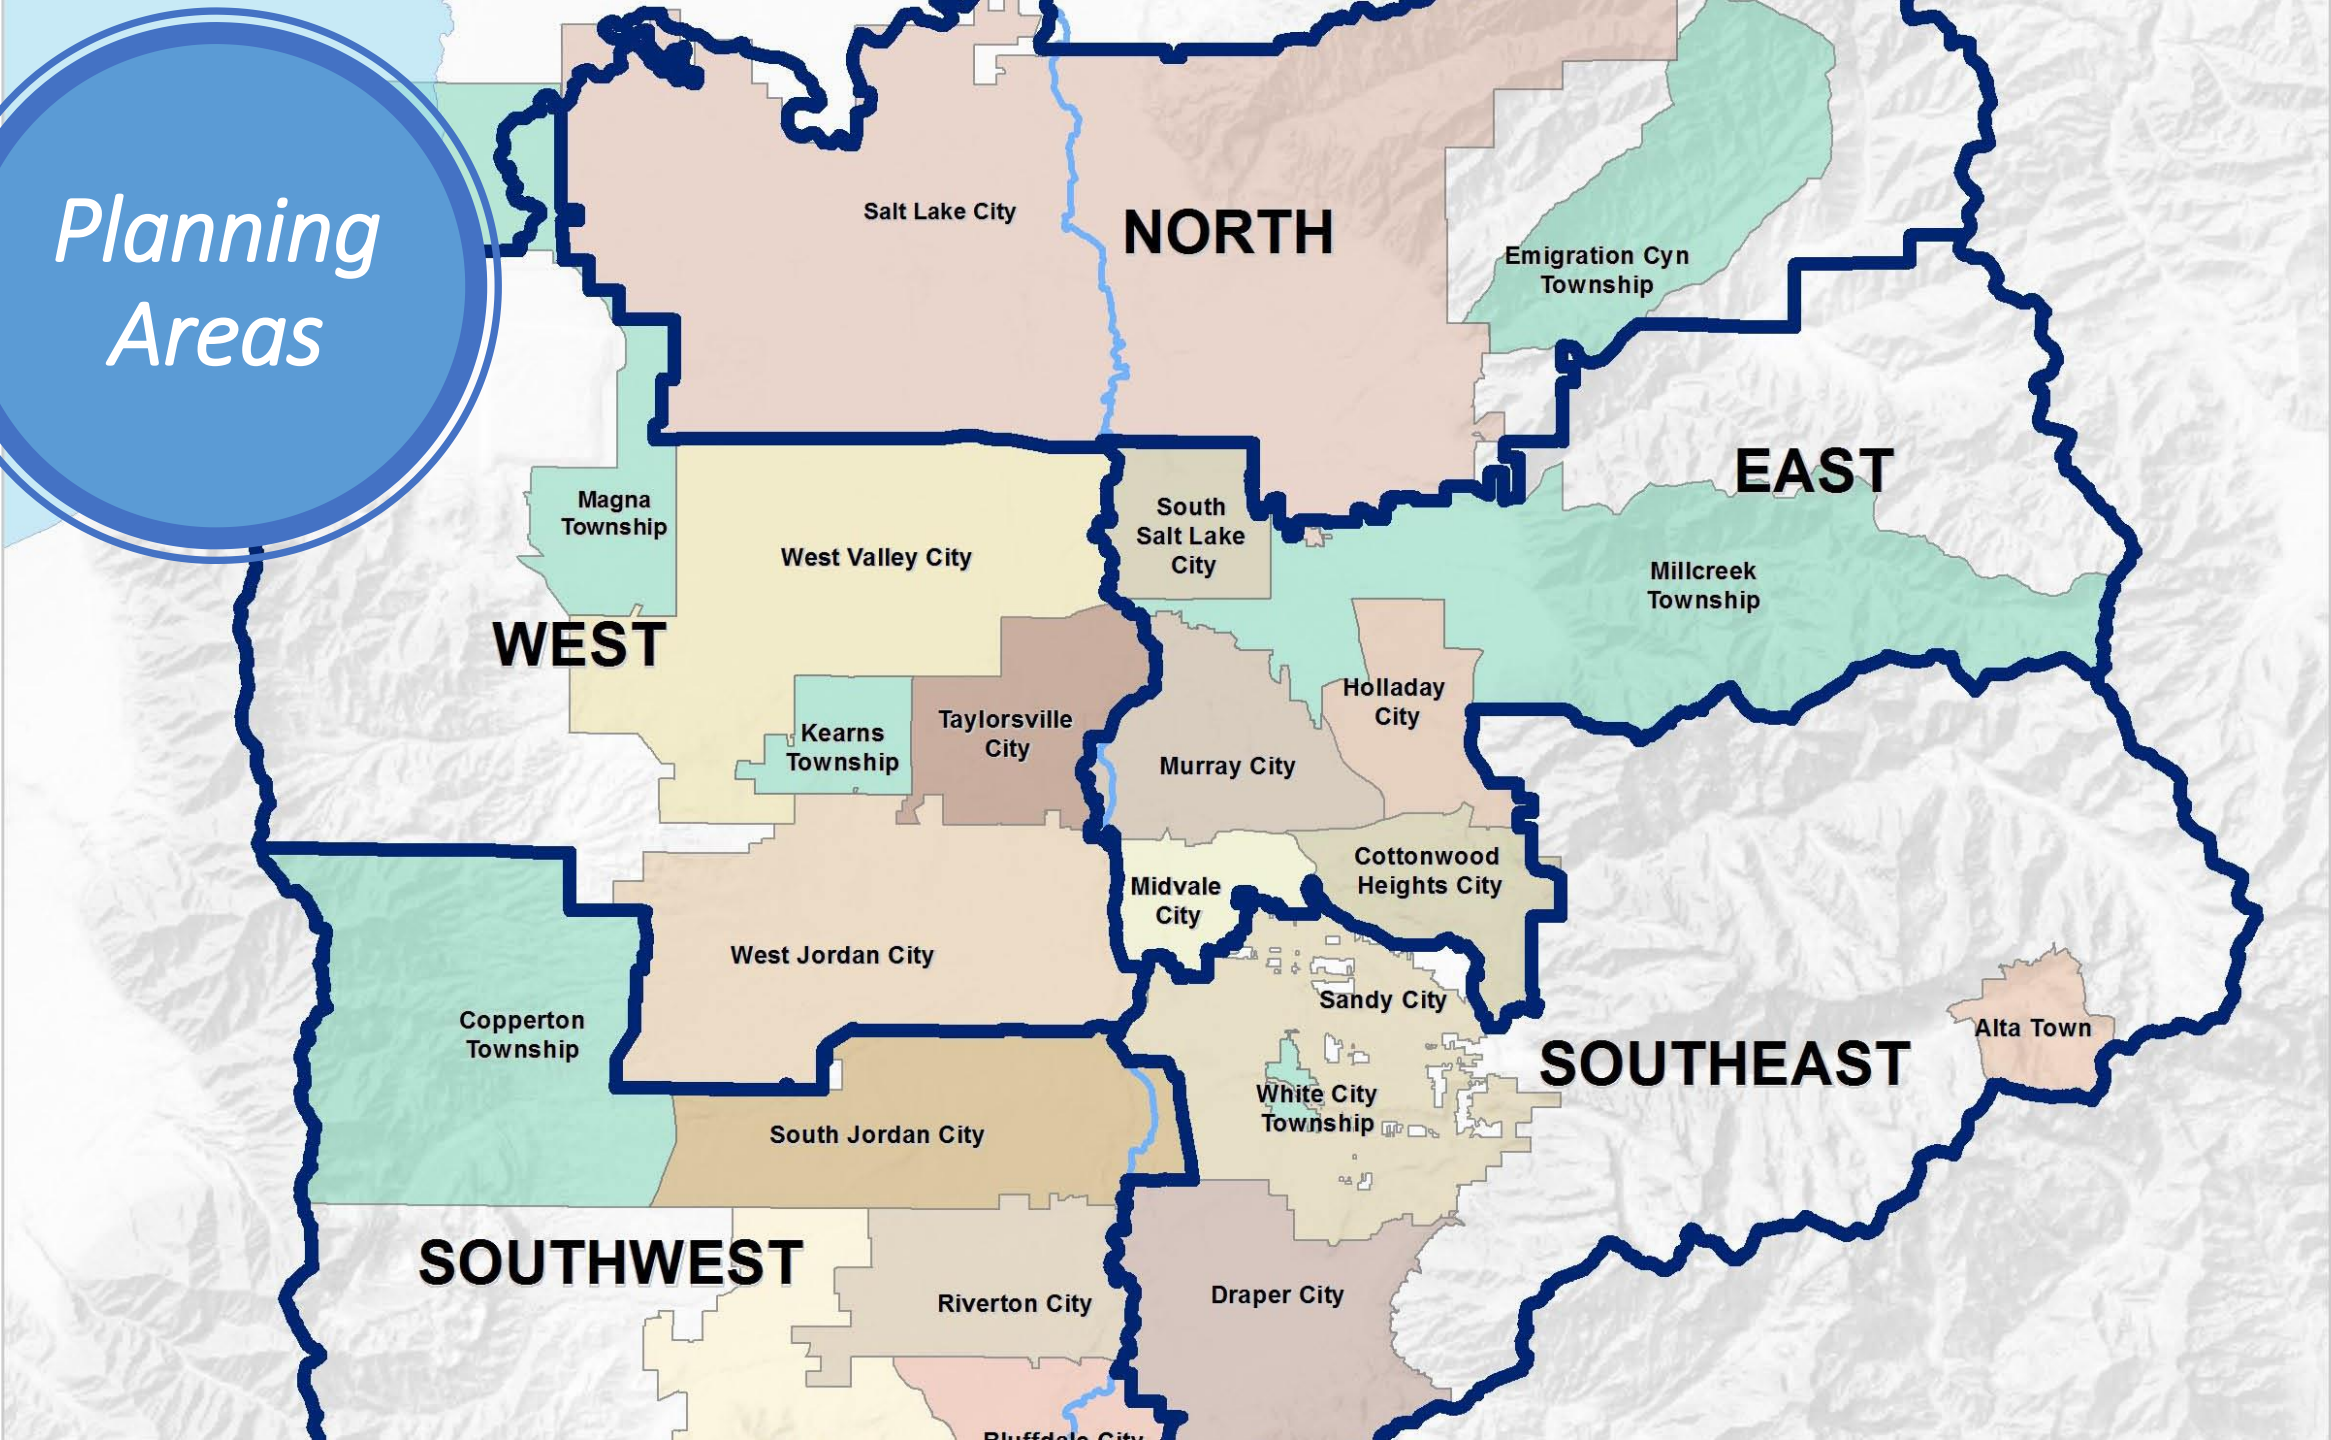 Planning
Areas
Salt Lake City
NORTH
Emigration Cyn
Township
EAST
Magna
Township
South
Salt Lake
City
West Valley City
Millcreek
Township
WEST
Holladay
City
Kearns
Township
Taylorsville
City
Murray City
Cottonwood
Heights City
Midvale
City
West Jordan City
Sandy City
Copperton
Township
Alta Town
SOUTHEAST
White City
Township
South Jordan City
SOUTHWEST
Riverton City
Draper City
Bluffdale City